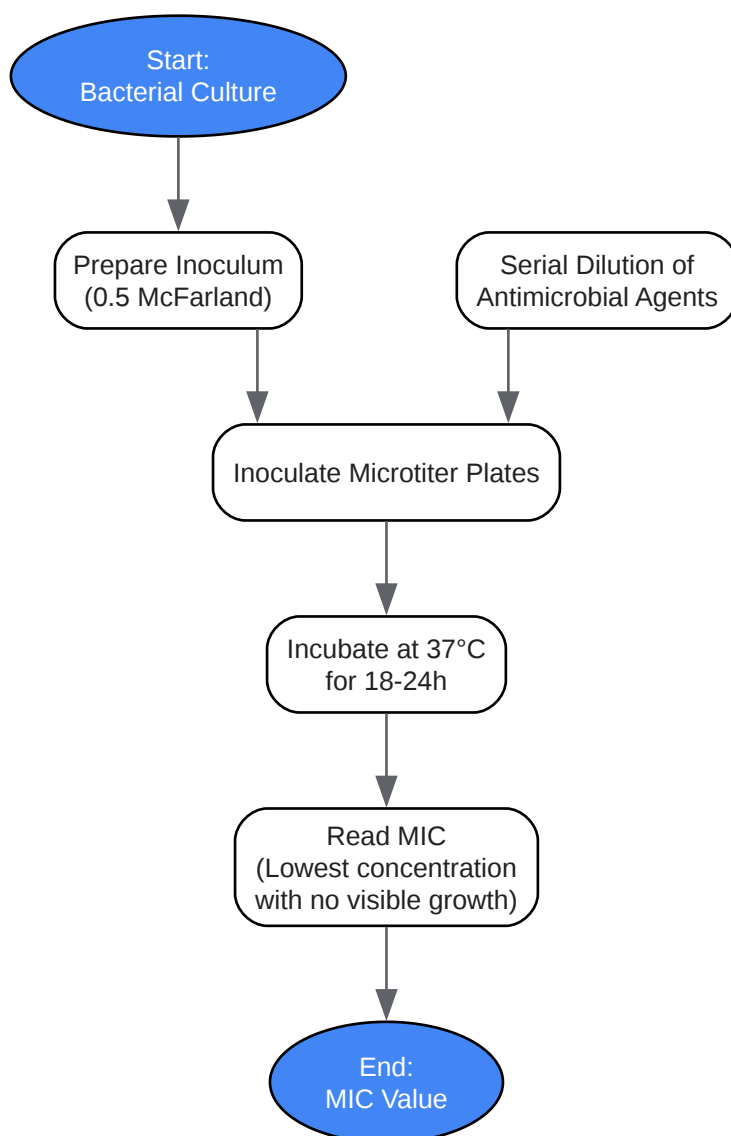 Start:
Bacterial Culture
Prepare Inoculum
(0.5 McFarland)
Serial Dilution of
Antimicrobial Agents
Inoculate Microtiter Plates
Incubate at 37°C
for 18-24h
Read MIC
(Lowest concentration
with no visible growth)
End:
MIC Value